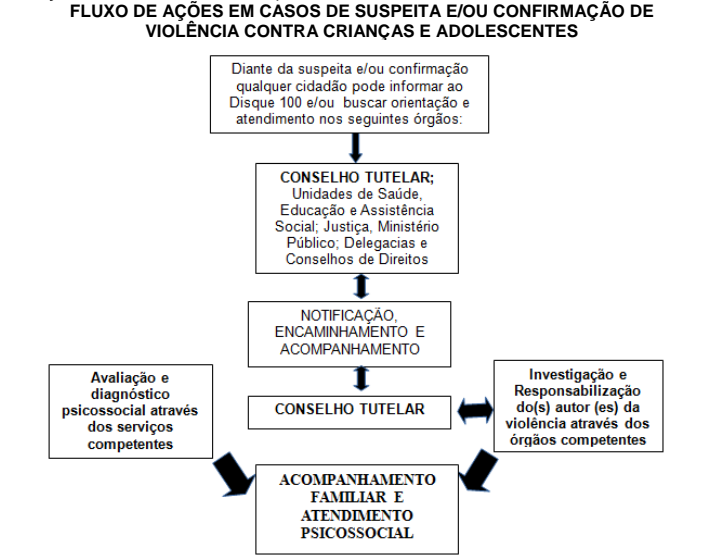 FLUXO DE AÇÕES EM CASOS DE SUSPEITA E/OU CONFIRMAÇÃO DE
VIOLÊNCIA CONTRA CRIANÇAS E ADOLESCENTES
Diante da suspeita e/ou confirmação
qualquer cidadão pode informar ao
Disque 100 e/ou buscar orientação e
atendimento nos seguintes órgãos:
CONSELHO TUTELAR;
Unidades de Saúde,
Educação e Assistência
Social; Justiça, Ministério
Público; Delegacias e
Conselhos de Direitos
NOTIFICAÇÃO,
ENCAMINHAMENTO E
ACOMPANHAMENTO
Avaliação e
diagnóstico
psicossocial através
dos serviços
competentes
CONSELHO TUTELAR
Investigação e
Responsabilização
do(s) autor (es) da
violência através dos
órgãos competentes
ACOMPANHAMENTO
FAMILIAR E
ATENDIMENTO
PSICOSSOCIAL